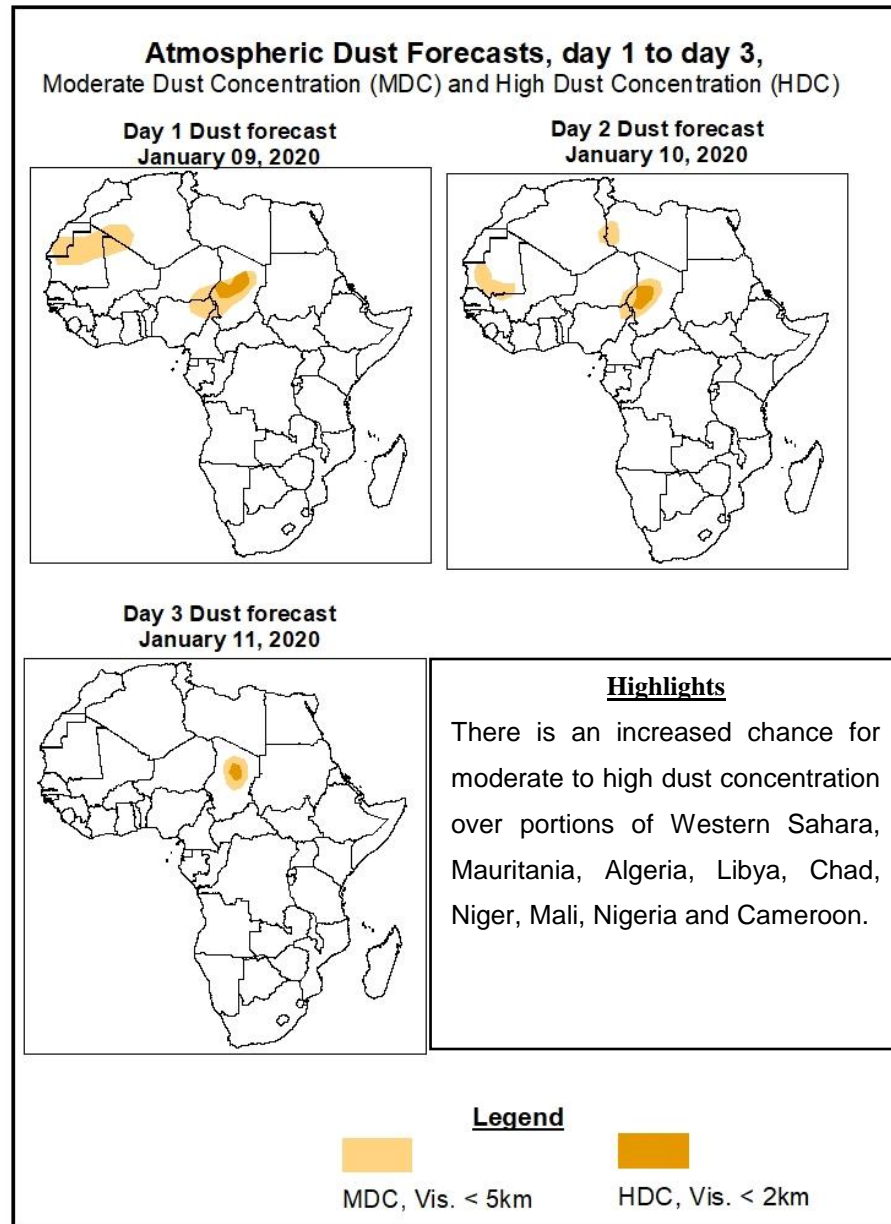 Atmospheric Dust Forecasts, day 1 to day 3,
Moderate Dust Concentration (MDC) and High Dust Concentration (HDC)
Day 1 Dust forecast
January 09, 2020
Day 2 Dust forecast
January 10, 2020
Day 3 Dust forecast
January 11, 2020
Highlights
There is an increased chance for
moderate to high dust concentration
over portions of Western Sahara,
Mauritania, Algeria, Libya, Chad,
Niger, Mali, Nigeria and Cameroon.
Legend
MDC, Vis. < 5km
HDC, Vis. < 2km